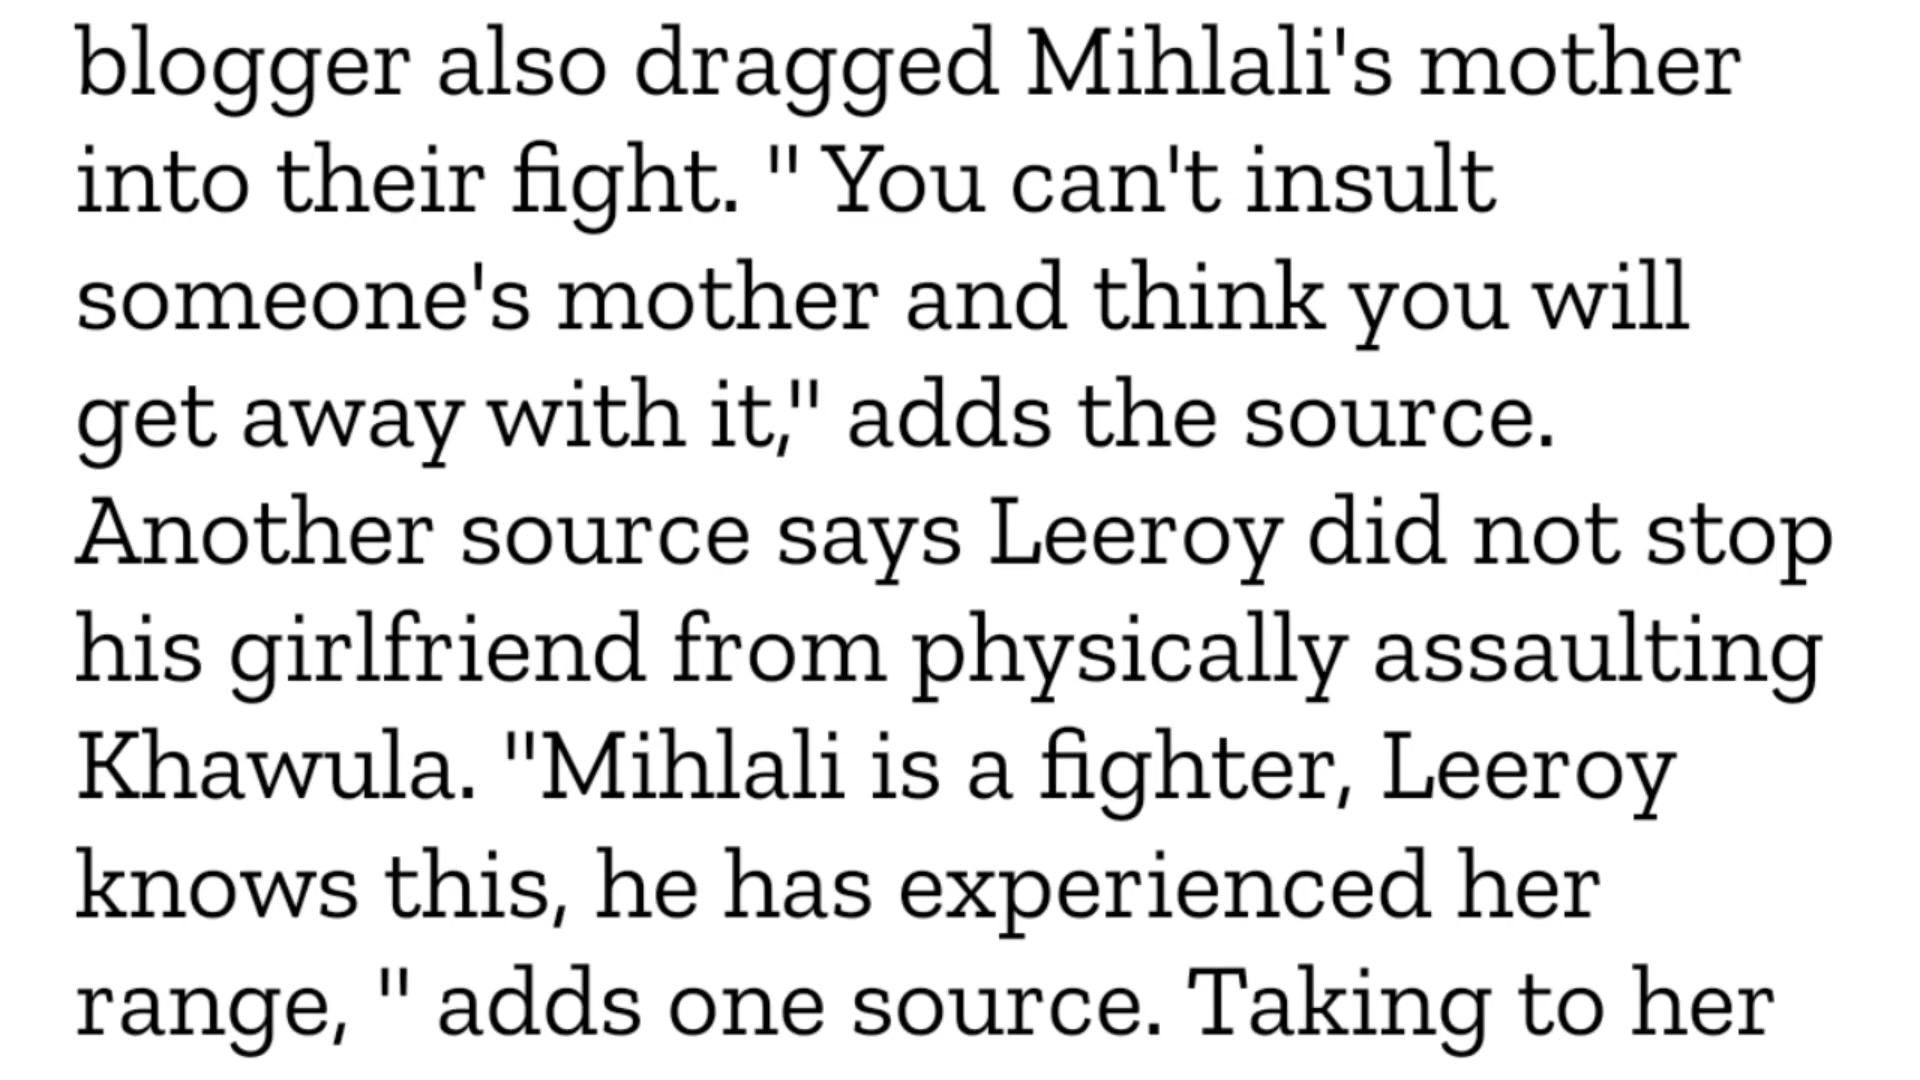 blogger also dragged Mihlali's mother
into their fight. " You can't insult
someone's mother and think you will
get away with it," adds the source.
Another source says Leeroy did not stop
his girlfriend from physically assaulting
Khawula. "Mihlali is a fighter, Leeroy
knows this, he has experienced her
range, " adds one source. Taking to her